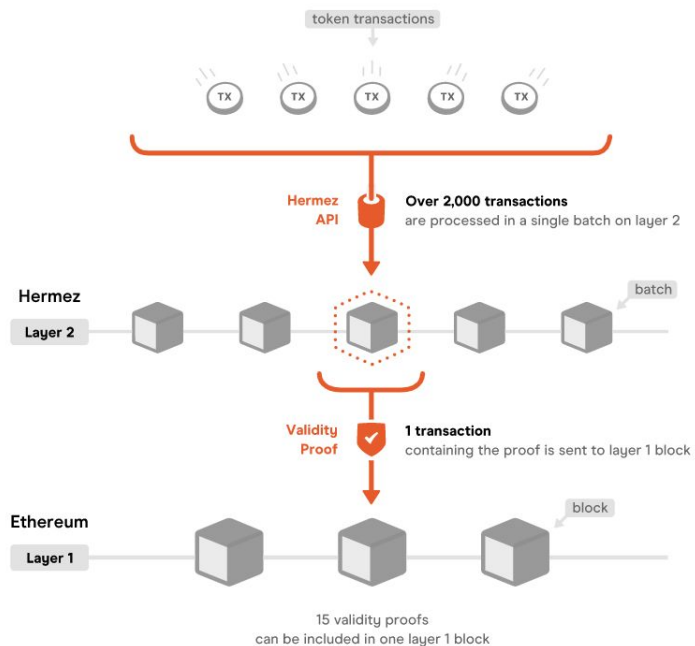 token transactions
TX TX TX TX TX
Hermez
API
Over 2,000 transactions
are processed in a single batch on layer 2
Hermez
batch
Layer 2
Validity
Proof
1 transaction
containing the proof is sent to layer 1 block
Ethereum
block
Layer 1
15 validity proofs
can be included in one layer 1 block